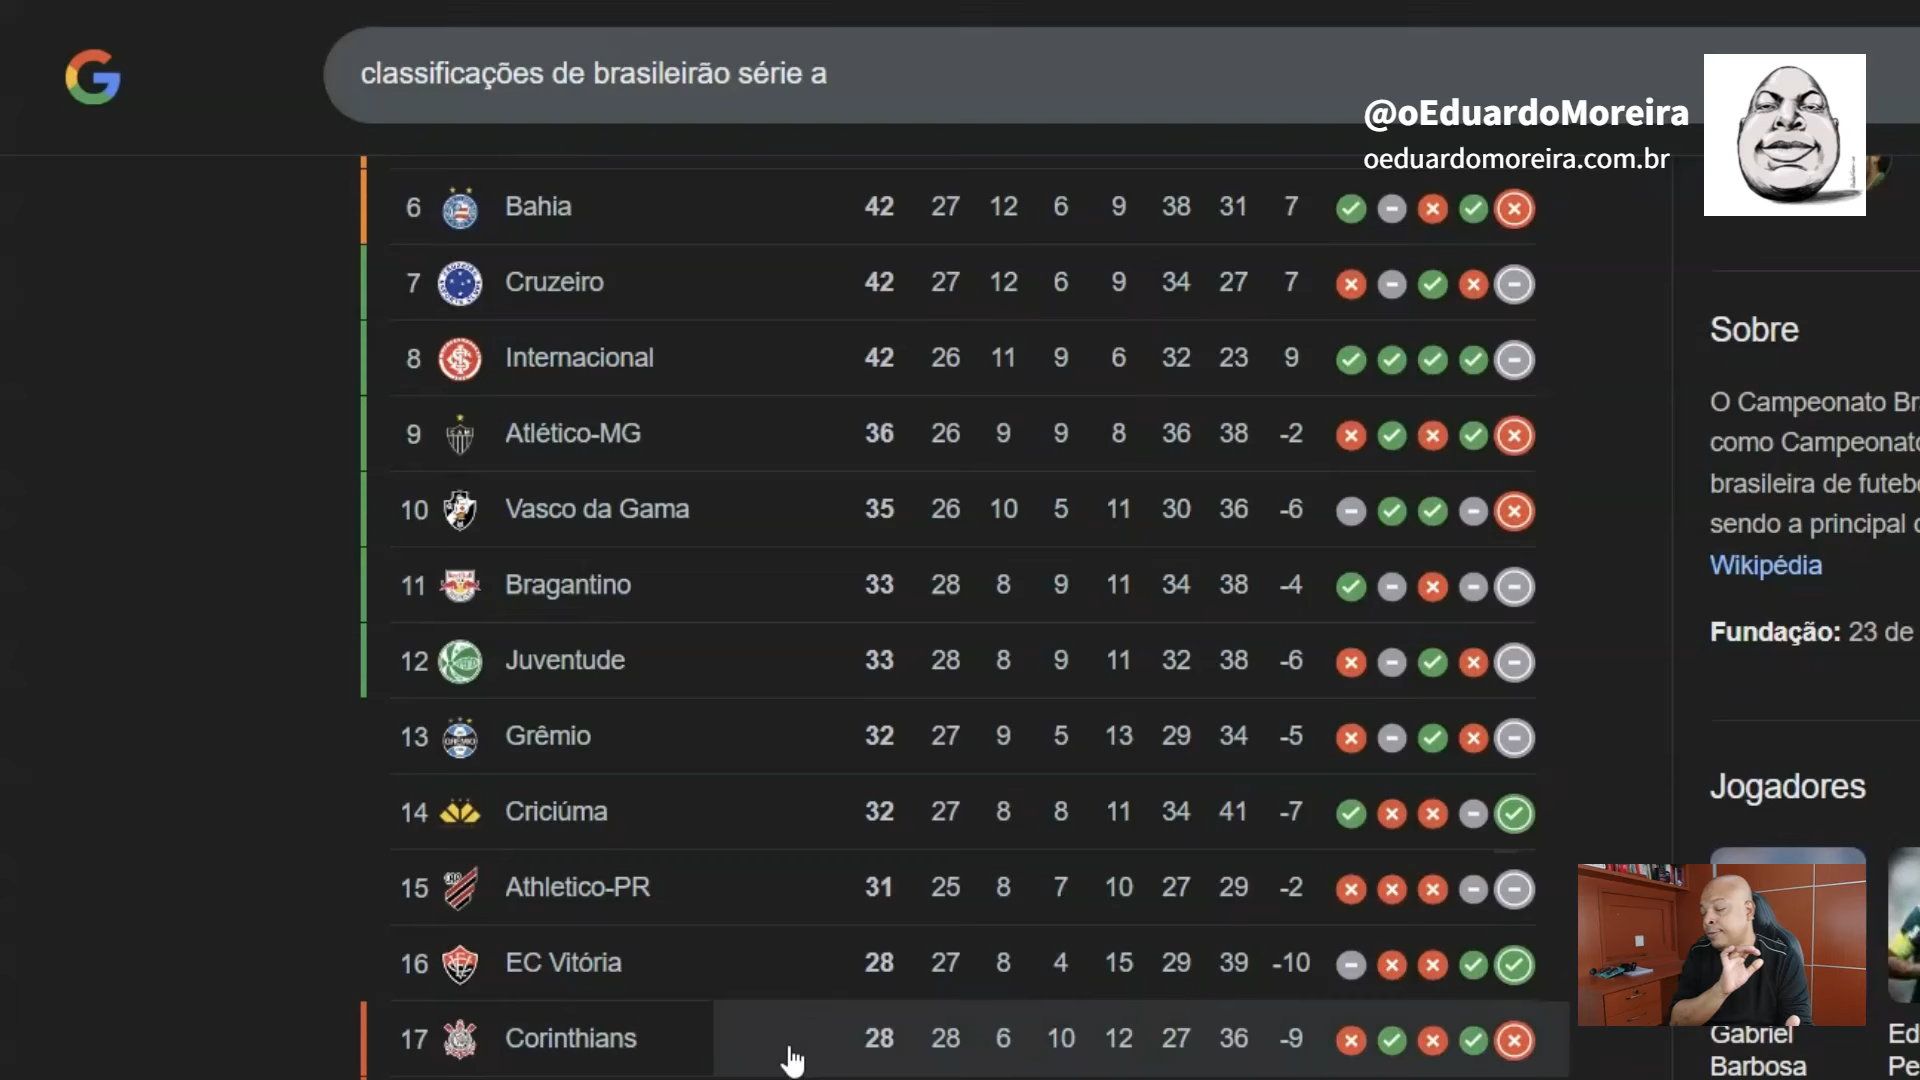 classificações de brasileirão série a
@oEduardoMoreira
oeduardomoreira.com.br
6 Bahia 42 27 12 6 9 38 31 7
7 Cruzeiro 42 27 12 6 9 34 27 7
8 Internacional 42 26 11 9 6 32 23 9
9 Atlético-MG 36 26 9 9 8 36 38 -2
10 Vasco da Gama 35 26 10 5 11 30 36 -6
11 Bragantino 33 28 8 9 11 34 38 -4
12 Juventude 33 28 8 9 11 32 38 -6
13 Grêmio 32 27 9 5 13 29 34 -5
14 Criciúma 32 27 8 8 11 34 41 -7
15 Athletico-PR 31 25 8 7 10 27 29 -2
16 EC Vitória 28 27 8 4 15 29 39 -10
17 Corinthians 28 28 6 10 12 27 36 -9
Sobre
O Campeonato Br
como Campeonato
brasileira de futebo
sendo a principal
Wikipédia
Fundação: 23 de
Jogadores
Gabriel
Barbosa
Ed
Pe